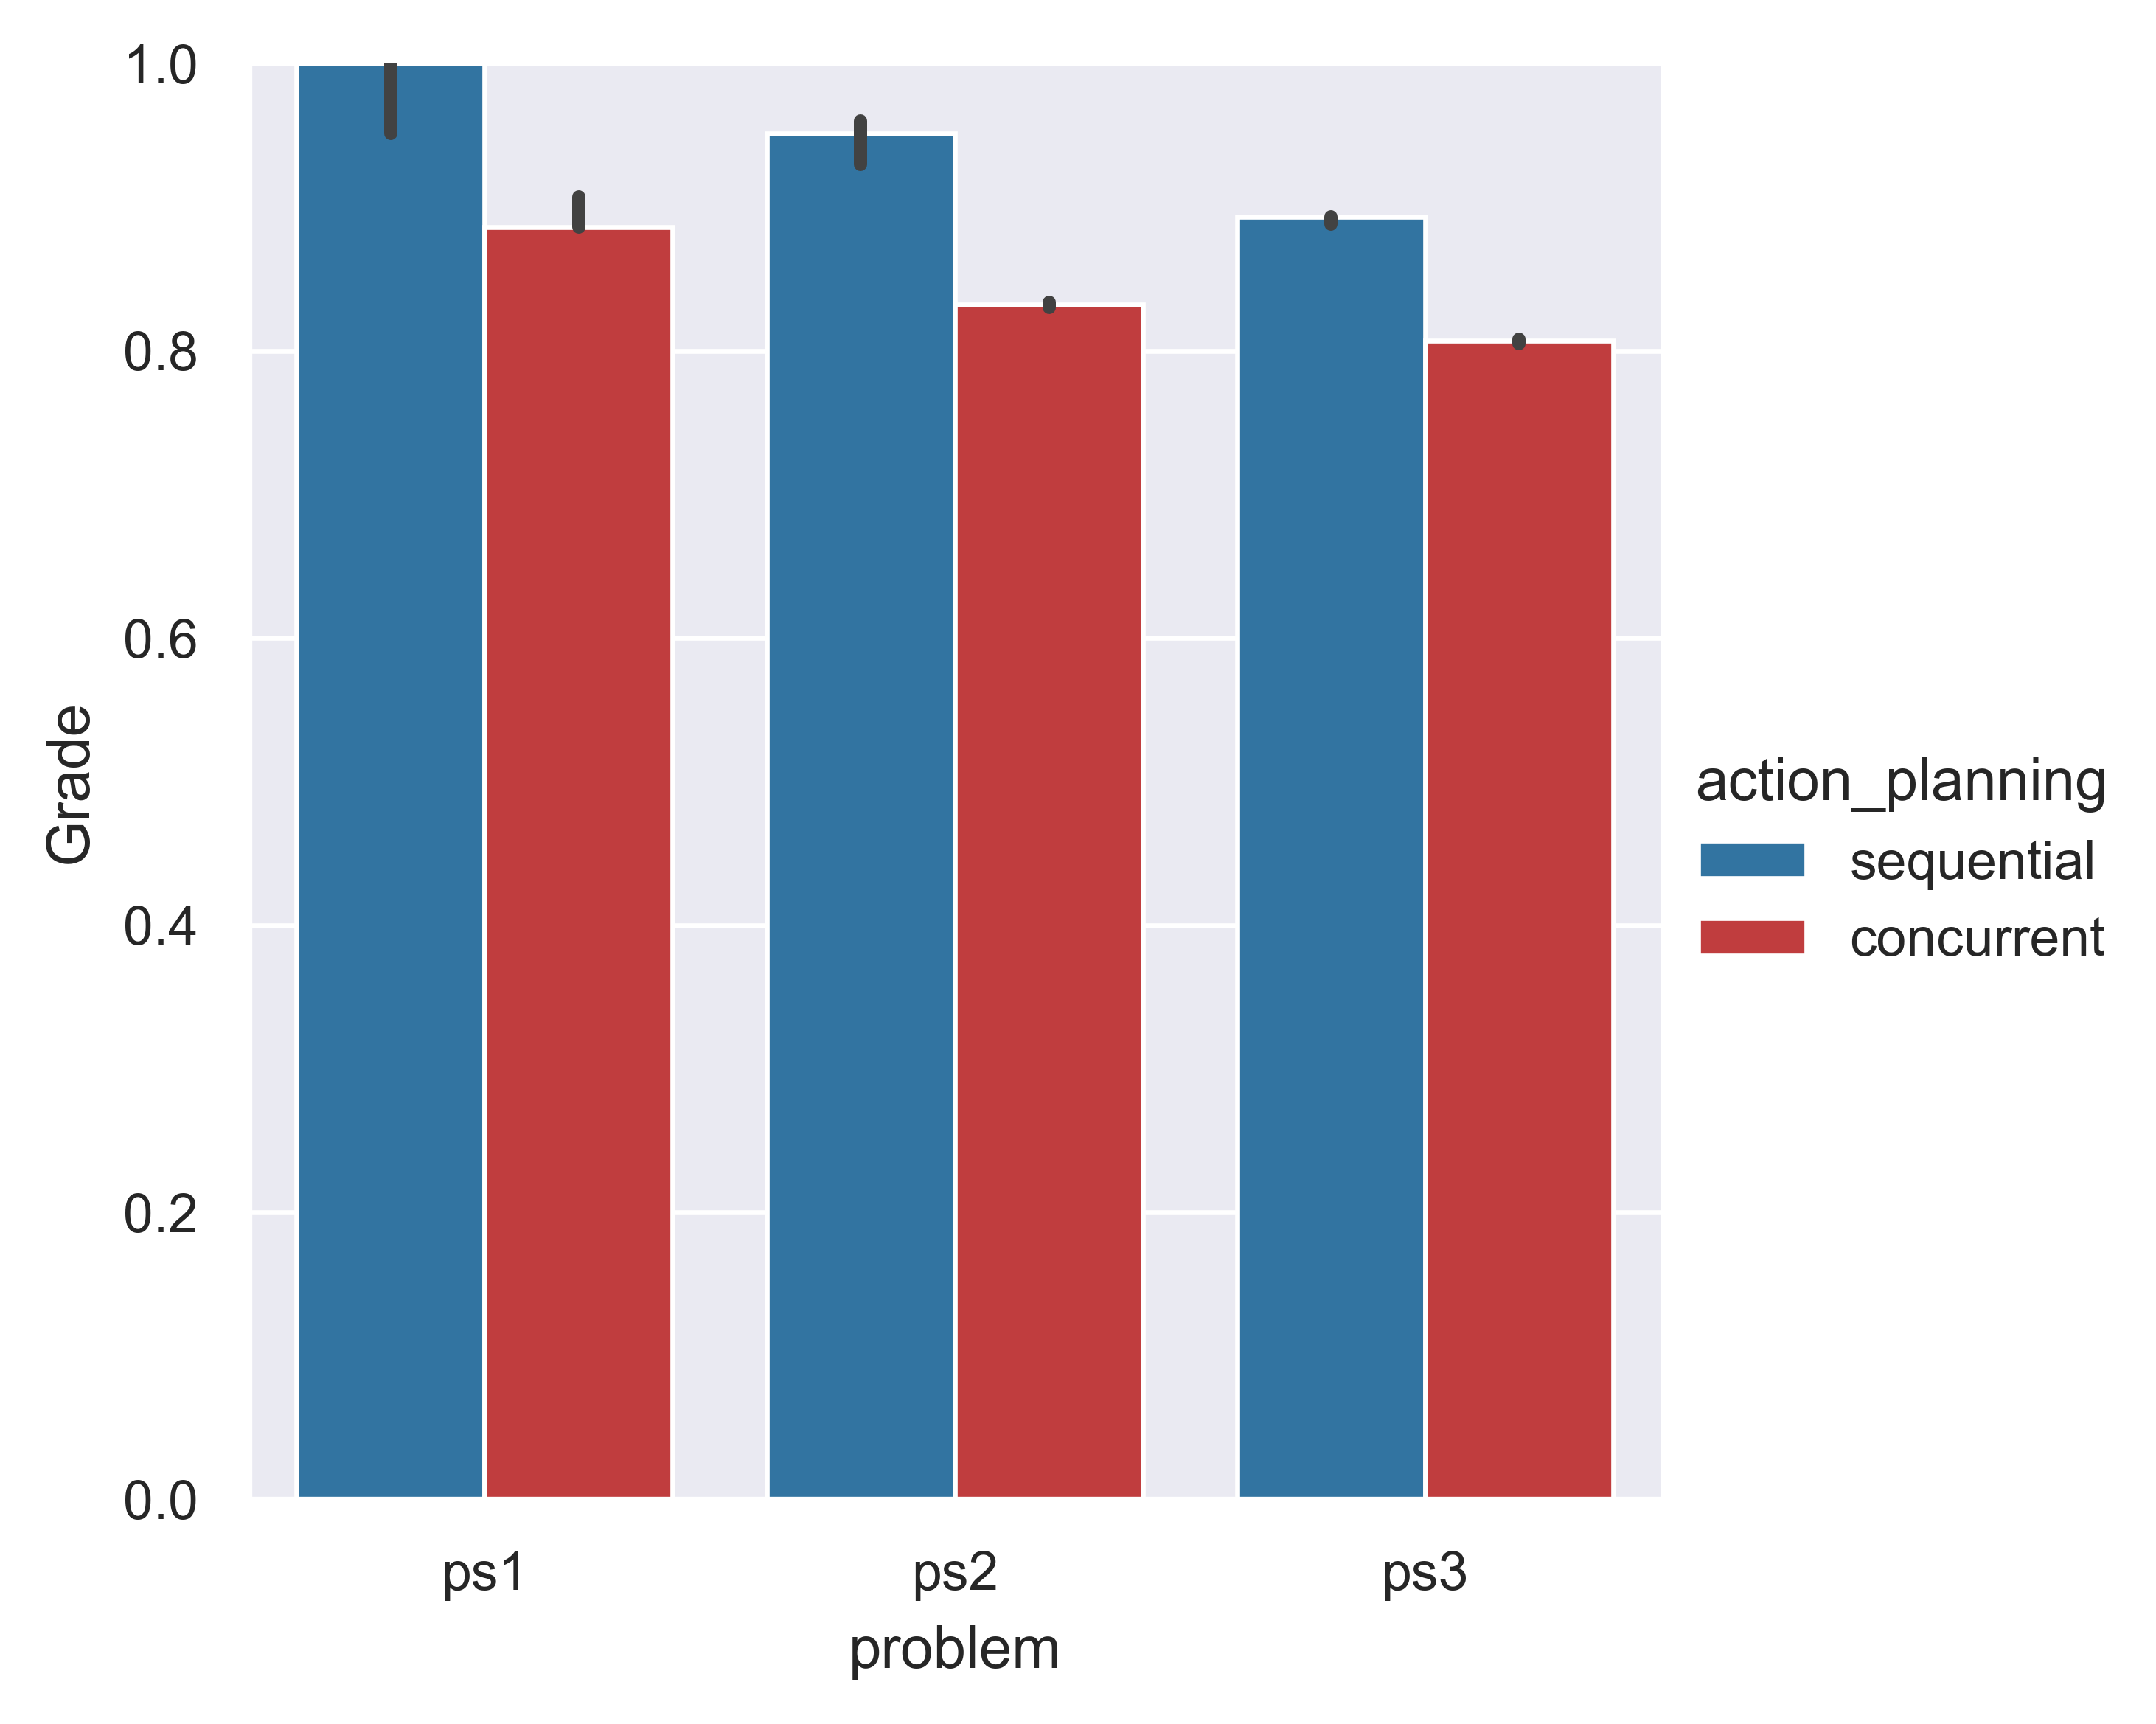 1.0
0.8
0.6
0.4
0.2
0.0
Grade
ps1 ps2 ps3
problem
action_planning
sequential
concurrent